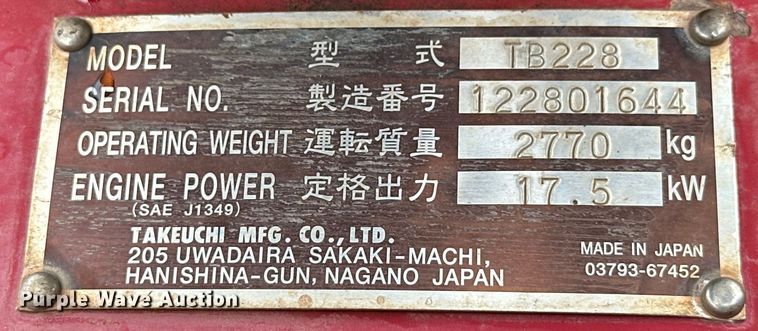 MODEL 型式 TB228
SERIAL NO. 製造番号 122801644
OPERATING WEIGHT 運転質量 2770 kg
ENGINE POWER 定格出力 17.5 kW
(SAE J1349)
TAKEUCHI MFG. CO., LTD.
205 UWADAIRA SAKAKI-MACHI,
HANISHINA-GUN, NAGANO JAPAN
MADE IN JAPAN
03793-67452
Purple Wave Auction